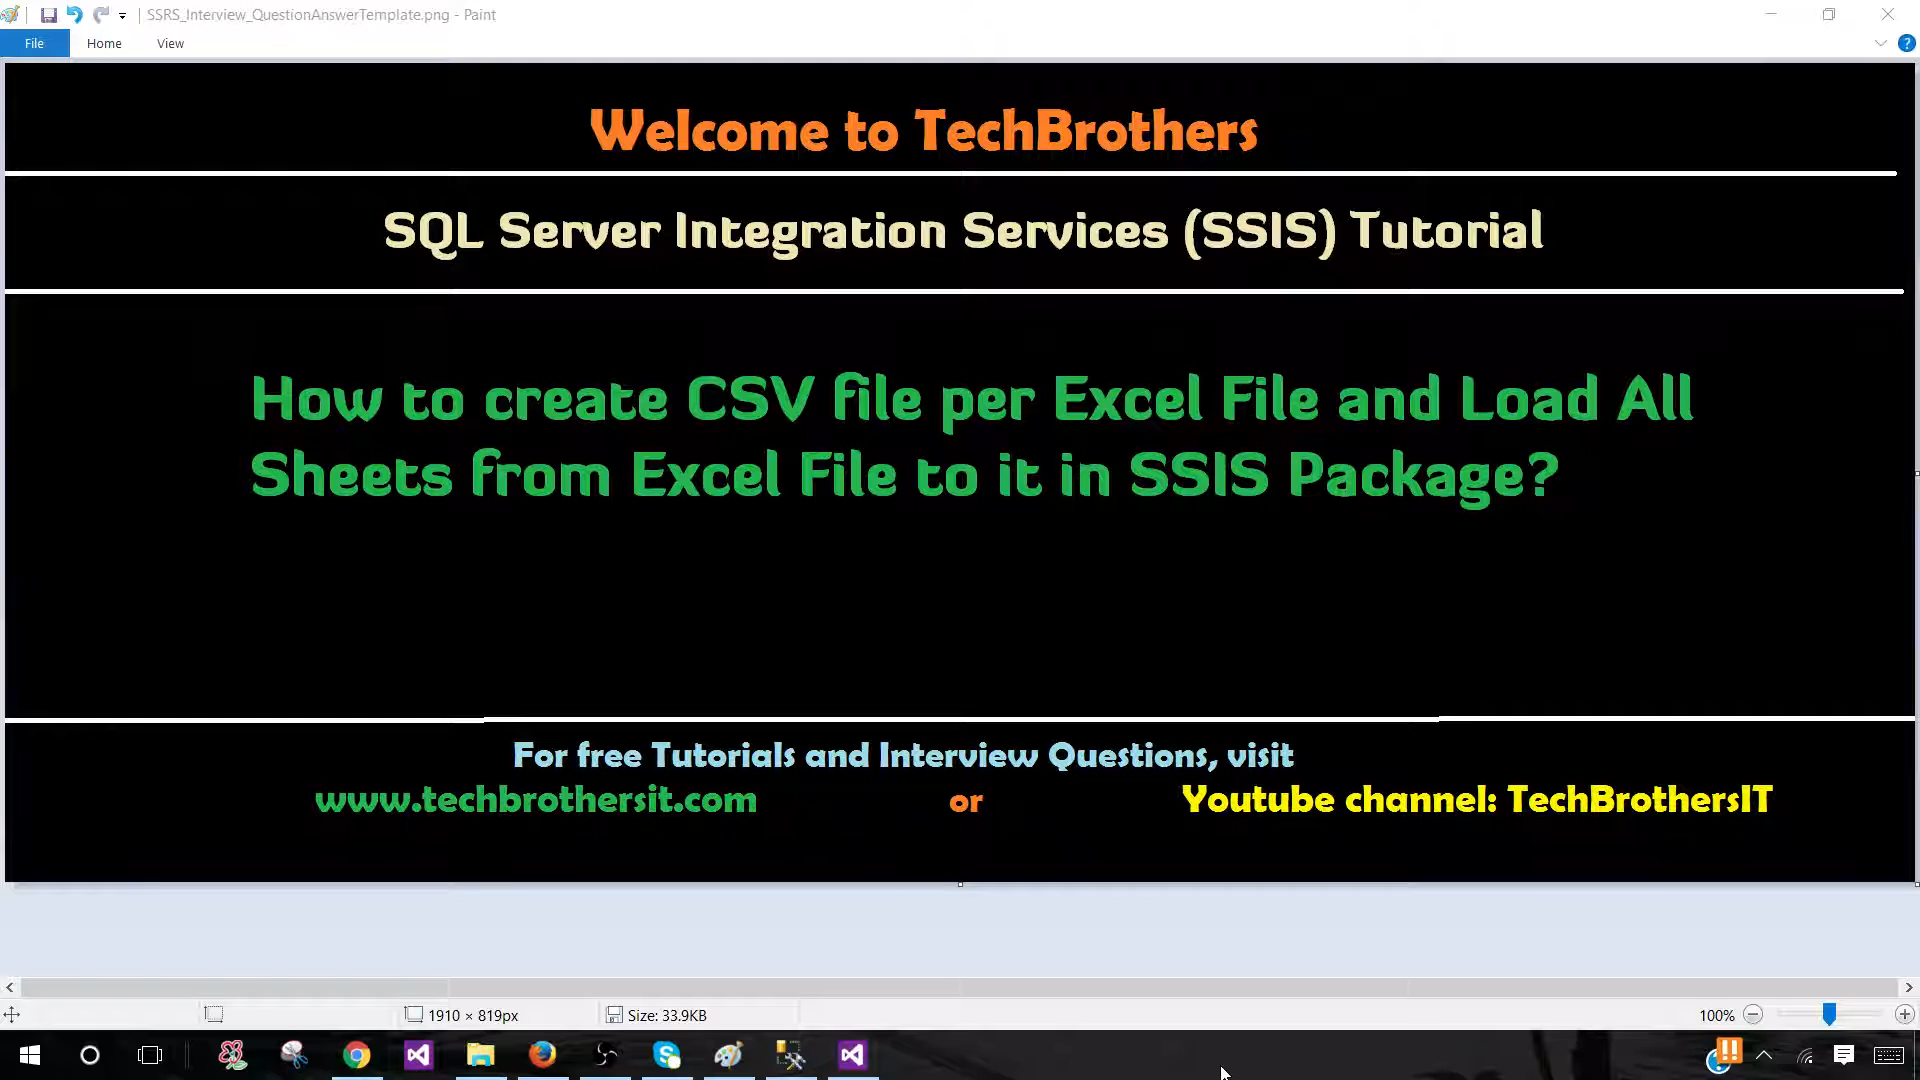 SSRS_Interview_QuestionAnswerTemplate.png - Paint
File Home View
Welcome to TechBrothers
SQL Server Integration Services (SSIS) Tutorial
How to create CSV file per Excel File and Load All
Sheets from Excel File to it in SSIS Package?
For free Tutorials and Interview Questions, visit
www.techbrothersit.com or Youtube channel: TechBrothersIT
1910 × 819px Size: 33.9KB 100%